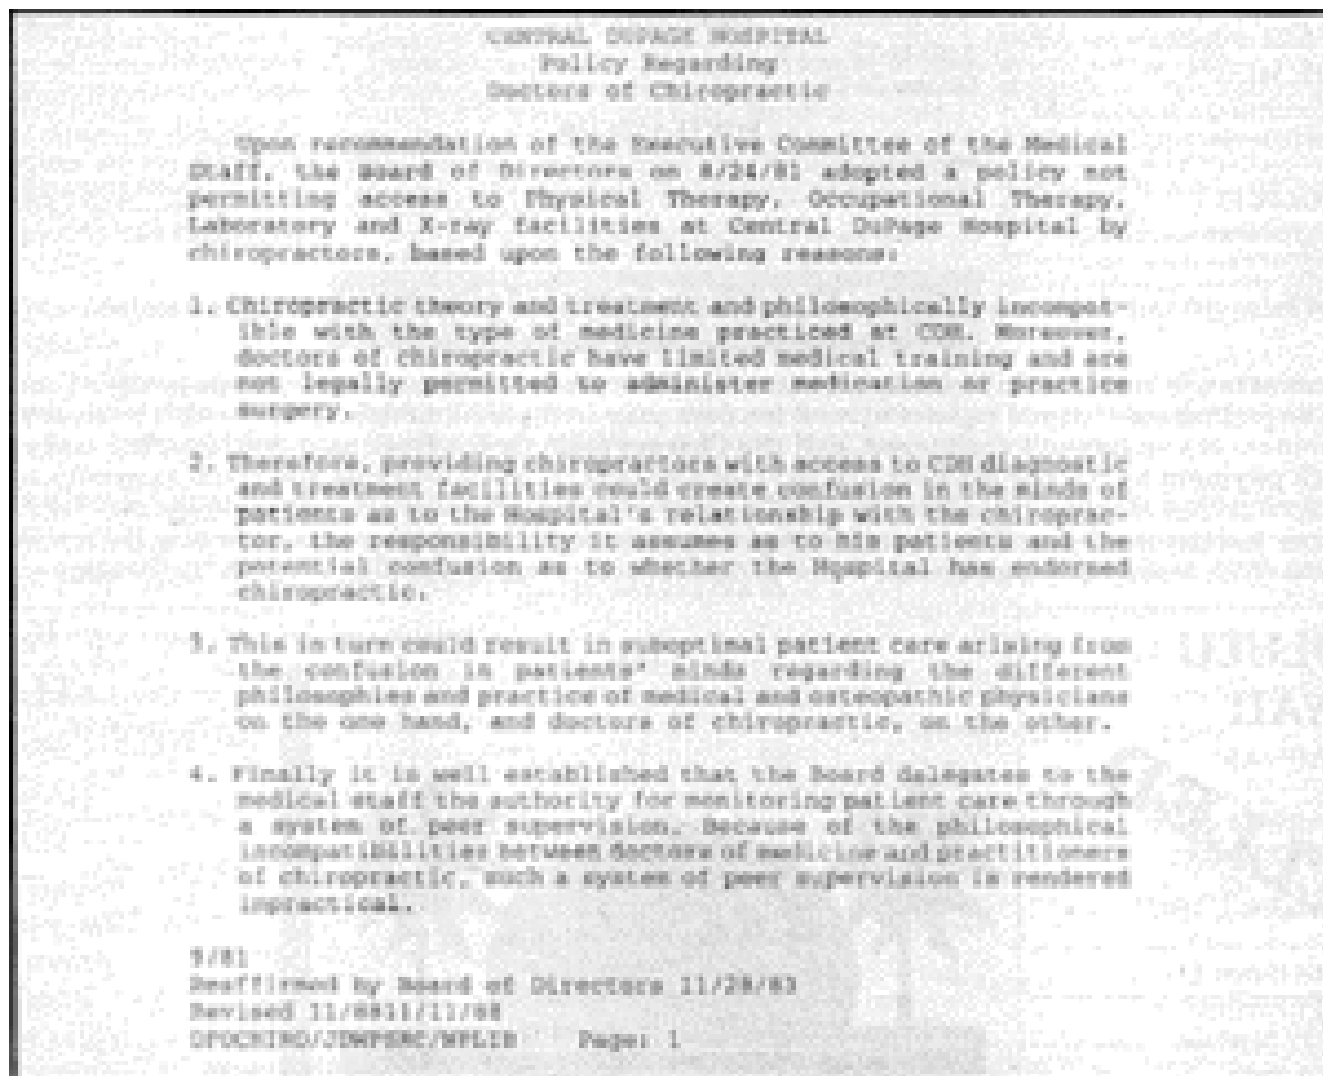 CENTRAL DUPAGE HOSPITAL
Policy Regarding
Doctors of Chiropractic
Upon recommendation of the Executive Committee of the Medical
Staff, the Board of Directors on 8/24/81 adopted a policy not
permitting access to Physical Therapy, Occupational Therapy,
Laboratory and X-ray facilities at Central DuPage Hospital by
chiropractors, based upon the following reasons:
1. Chiropractic theory and treatment and philosophically incompat-
ible with the type of medicine practiced at CDH. Moreover,
doctors of chiropractic have limited medical training and are
not legally permitted to administer medication or practice
surgery.
2. Therefore, providing chiropractors with access to CDH diagnostic
and treatment facilities could create confusion in the minds of
patients as to the Hospital's relationship with the chiroprac-
tor, the responsibility it assumes as to his patients and the
potential confusion as to whether the Hospital has endorsed
chiropractic.
3. This in turn could result in suboptimal patient care arising from
the confusion in patients' minds regarding the different
philosophies and practice of medical and osteopathic physicians
on the one hand, and doctors of chiropractic, on the other.
4. Finally it is well established that the Board delegates to the
medical staff the authority for monitoring patient care through
a system of peer supervision. Because of the philosophical
incompatibilities between doctors of medicine and practitioners
of chiropractic, such a system of peer supervision is rendered
inpractical.
9/81
Reaffirmed by Board of Directors 11/28/83
Revised
Page: 1